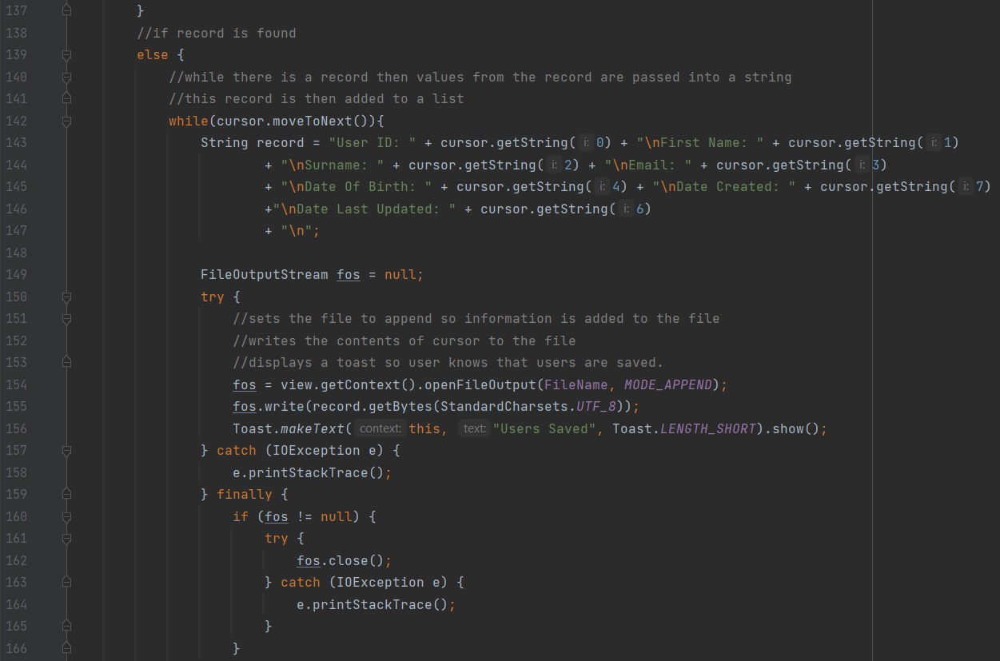 137 }
138 //if record is found
139 else {
140 //while there is a record then values from the record are passed into a string
141 //this record is then added to a list
142 while(cursor.moveToNext()){
143 String record = "User ID: " + cursor.getString( i: 0) + "\nFirst Name: " + cursor.getString( i: 1)
144 + "\nSurname: " + cursor.getString( i: 2) + "\nEmail: " + cursor.getString( i: 3)
145 + "\nDate Of Birth: " + cursor.getString( i: 4) + "\nDate Created: " + cursor.getString( i: 7)
146 +"\nDate Last Updated: " + cursor.getString( i: 6)
147 + "\n";
148
149 FileOutputStream fos = null;
150 try {
151 //sets the file to append so information is added to the file
152 //writes the contents of cursor to the file
153 //displays a toast so user knows that users are saved.
154 fos = view.getContext().openFileOutput(FileName, MODE_APPEND);
155 fos.write(record.getBytes(StandardCharsets.UTF_8));
156 Toast.makeText( context: this, text: "Users Saved", Toast.LENGTH_SHORT).show();
157 } catch (IOException e) {
158 e.printStackTrace();
159 } finally {
160 if (fos != null) {
161 try {
162 fos.close();
163 } catch (IOException e) {
164 e.printStackTrace();
165 }
166 }